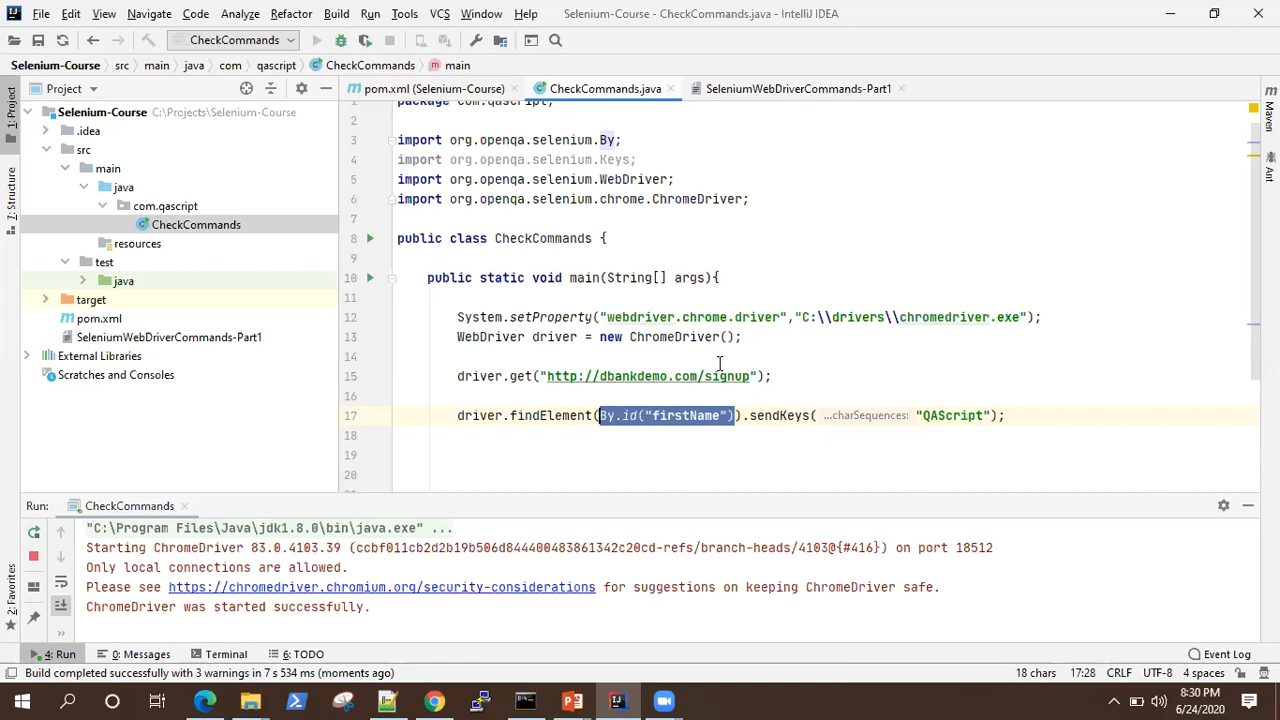 File Edit View Navigate Code Analyze Refactor Build Run Tools VCS Window Help Selenium-Course - CheckCommands.java - IntelliJ IDEA
CheckCommands
Selenium-Course src main java com qascript CheckCommands main
Project
pom.xml (Selenium-Course)
CheckCommands.java
SeleniumWebDriverCommands-Part1
1: Project
Z: Structure
2: Favorites
Maven
Ant
Selenium-Course C:\Projects\Selenium-Course
.idea
src
main
java
com.qascript
CheckCommands
resources
test
java
target
pom.xml
SeleniumWebDriverCommands-Part1
External Libraries
Scratches and Consoles
1 package com.qascript;
2
3 import org.openqa.selenium.By;
4 import org.openqa.selenium.Keys;
5 import org.openqa.selenium.WebDriver;
6 import org.openqa.selenium.chrome.ChromeDriver;
7
8 public class CheckCommands {
9
10 public static void main(String[] args){
11
12 System.setProperty("webdriver.chrome.driver","C:\\drivers\\chromedriver.exe");
13 WebDriver driver = new ChromeDriver();
14
15 driver.get("http://dbankdemo.com/signup");
16
17 driver.findElement(By.id("firstName")).sendKeys( ...charSequences: "QAScript");
18
19
20
Run: CheckCommands
"C:\Program Files\Java\jdk1.8.0\bin\java.exe" ...
Starting ChromeDriver 83.0.4103.39 (ccbf011cb2d2b19b506d844400483861342c20cd-refs/branch-heads/4103@{#416}) on port 18512
Only local connections are allowed.
Please see https://chromedriver.chromium.org/security-considerations for suggestions on keeping ChromeDriver safe.
ChromeDriver was started successfully.
4: Run 0: Messages Terminal 6: TODO Event Log
Build completed successfully with 3 warnings in 7 s 534 ms (moments ago) 18 chars 17:28 CRLF UTF-8 4 spaces
8:30 PM
6/24/2020